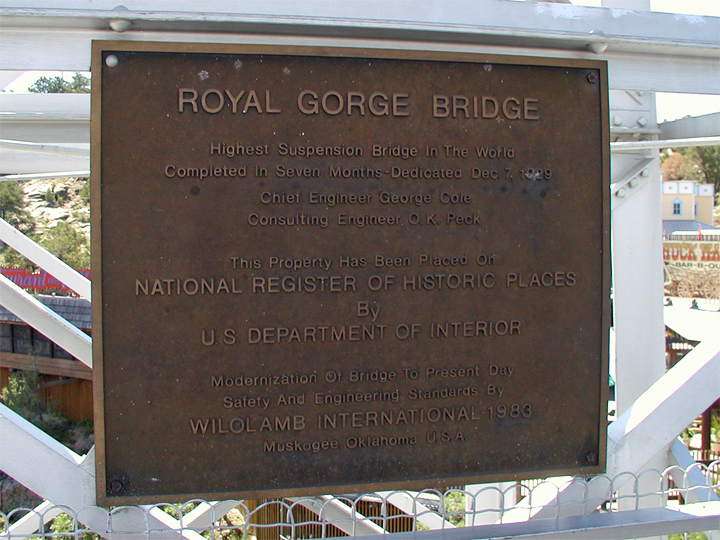 ROYAL GORGE BRIDGE
Highest Suspension Bridge In The World
Completed In Seven Months-Dedicated Dec 7, 1929
Chief Engineer George Cole
Consulting Engineer O.K. Peck
This Property Has Been Placed On
NATIONAL REGISTER OF HISTORIC PLACES
By
U.S. DEPARTMENT OF INTERIOR
Modernization Of Bridge To Present Day
Safety And Engineering Standards By
WILOLAMB INTERNATIONAL-1983
Muskogee, Oklahoma U.S.A.
BAR-B-Q